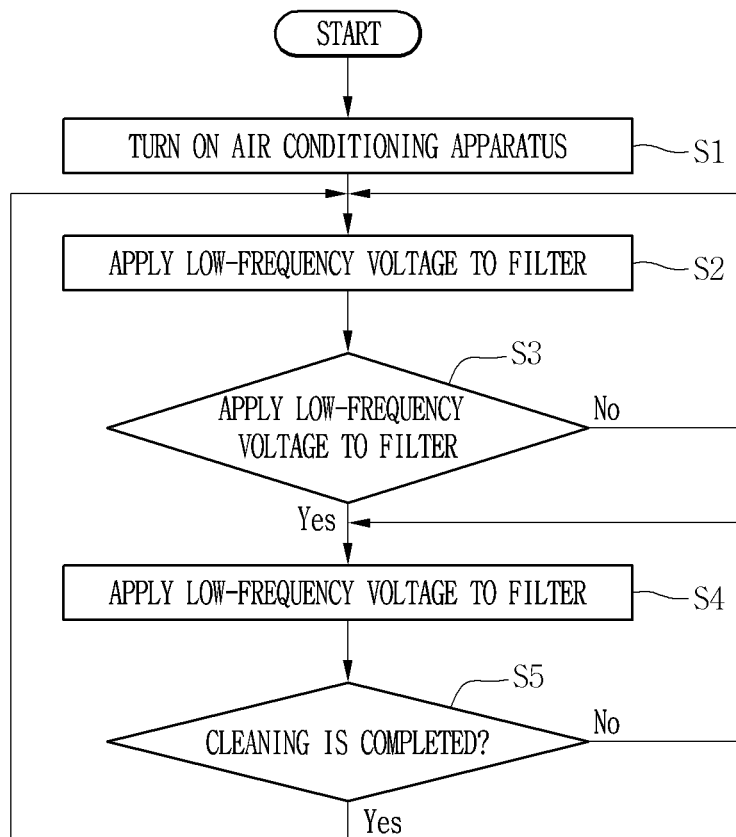 START
TURN ON AIR CONDITIONING APPARATUS
S1
APPLY LOW-FREQUENCY VOLTAGE TO FILTER
S2
S3
APPLY LOW-FREQUENCY
VOLTAGE TO FILTER
No
Yes
APPLY LOW-FREQUENCY VOLTAGE TO FILTER
S4
S5
CLEANING IS COMPLETED?
No
Yes